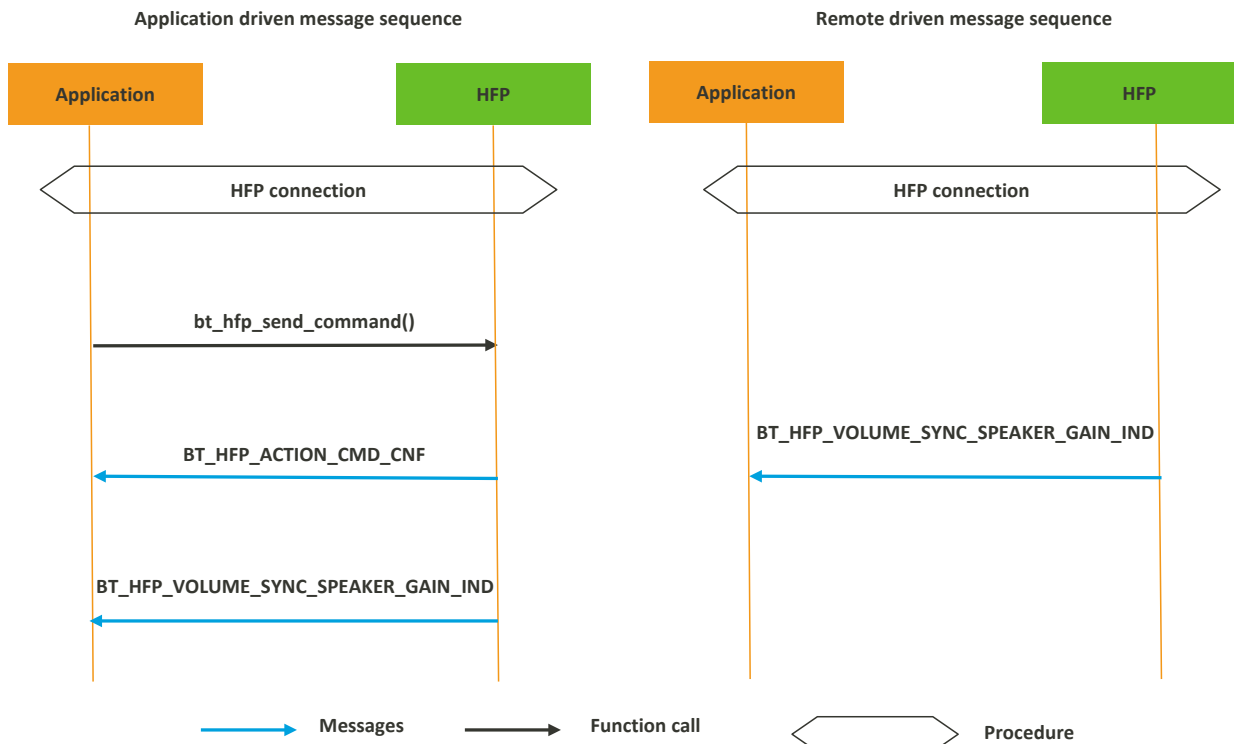 Application driven message sequence
Remote driven message sequence
Application
HFP
Application
HFP
HFP connection
HFP connection
bt_hfp_send_command()
BT_HFP_ACTION_CMD_CNF
BT_HFP_VOLUME_SYNC_SPEAKER_GAIN_IND
BT_HFP_VOLUME_SYNC_SPEAKER_GAIN_IND
Messages
Function call
Procedure